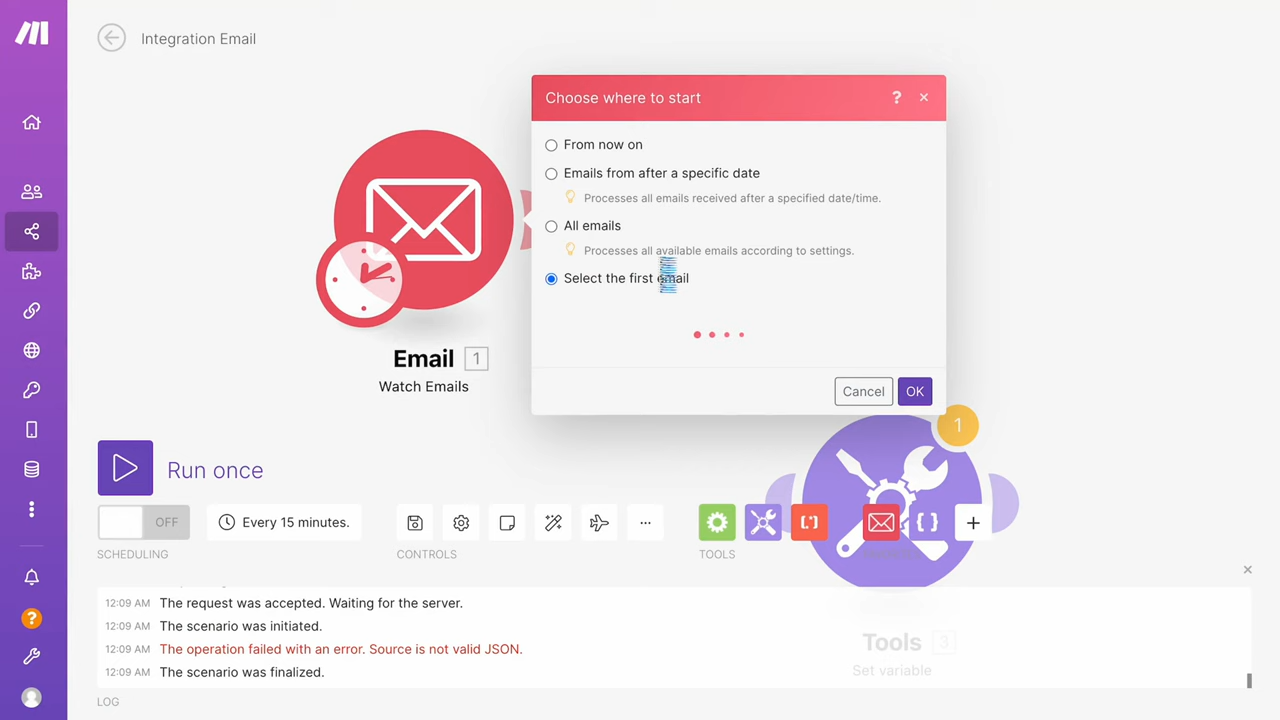 Integration Email
Choose where to start
?
From now on
Emails from after a specific date
Processes all emails received after a specified date/time.
All emails
Processes all available emails according to settings.
Select the first email
Cancel
OK
Email 1
Watch Emails
1
Run once
OFF
Every 15 minutes.
SCHEDULING
CONTROLS
TOOLS
12:09 AM The request was accepted. Waiting for the server.
12:09 AM The scenario was initiated.
12:09 AM The operation failed with an error. Source is not valid JSON.
12:09 AM The scenario was finalized.
Tools 3
Set variable
LOG